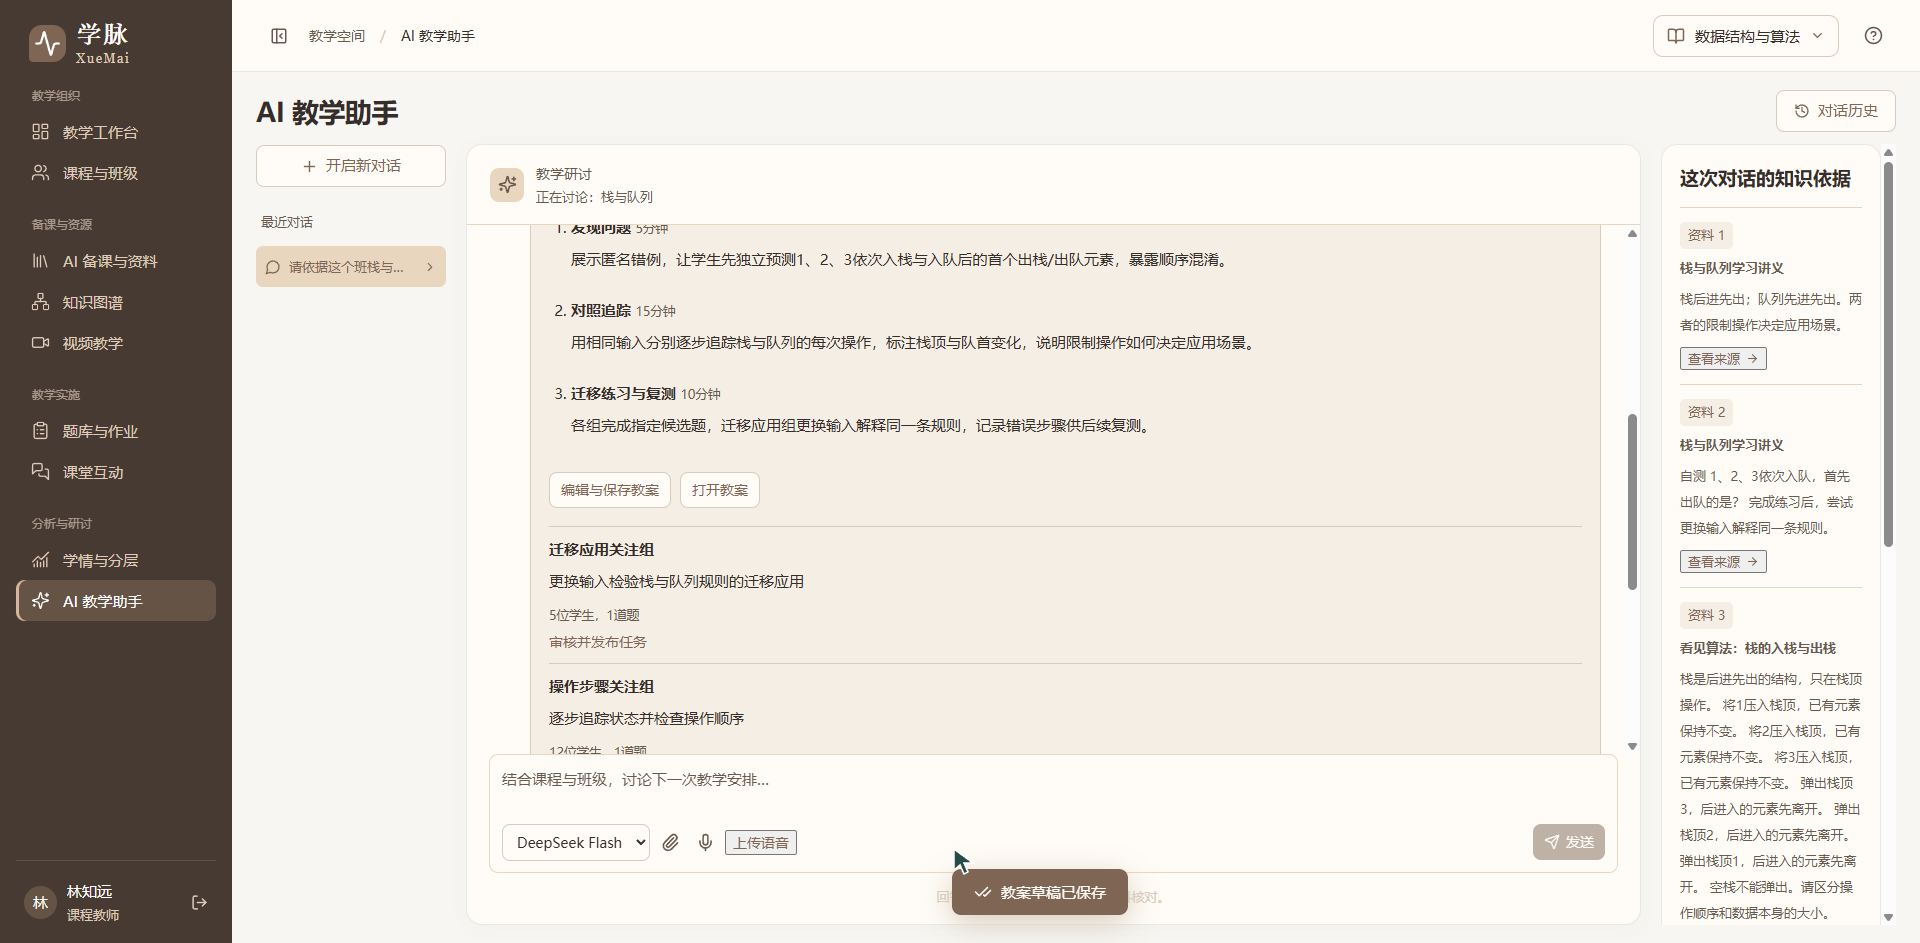 学脉
XueMai
教学组织
教学工作台
课程与班级
备课与资源
AI 备课与资料
知识图谱
视频教学
教学实施
题库与作业
课堂互动
分析与研讨
学情与分层
AI 教学助手
林
林知远
课程教师
教学空间 / AI 教学助手
数据结构与算法
AI 教学助手
对话历史
开启新对话
最近对话
请依据这个班栈与...
教学研讨
正在讨论：栈与队列
1. 发现问题 5分钟
展示匿名错例，让学生先独立预测1、2、3依次入栈与入队后的首个出栈/出队元素，暴露顺序混淆。
2. 对照追踪 15分钟
用相同输入分别逐步追踪栈与队列的每次操作，标注栈顶与队首变化，说明限制操作如何决定应用场景。
3. 迁移练习与复测 10分钟
各组完成指定候选题，迁移应用组更换输入解释同一条规则，记录错误步骤供后续复测。
编辑与保存教案
打开教案
迁移应用关注组
更换输入检验栈与队列规则的迁移应用
5位学生，1道题
审核并发布任务
操作步骤关注组
逐步追踪状态并检查操作顺序
12位学生，1道题
结合课程与班级，讨论下一次教学安排...
DeepSeek Flash
上传语音
发送
回
教案草稿已保存
核对。
这次对话的知识依据
资料 1
栈与队列学习讲义
栈后进先出；队列先进先出。两
者的限制操作决定应用场景。
查看来源 →
资料 2
栈与队列学习讲义
自测 1、2、3依次入队，首先
出队的是？ 完成练习后，尝试
更换输入解释同一条规则。
查看来源 →
资料 3
看见算法：栈的入栈与出栈
栈是后进先出的结构，只在栈顶
操作。 将1压入栈顶，已有元素
保持不变。 将2压入栈顶，已有
元素保持不变。 将3压入栈顶，
已有元素保持不变。 弹出栈顶
3，后进入的元素先离开。 弹出
栈顶2，后进入的元素先离开。
弹出栈顶1，后进入的元素先离
开。 空栈不能弹出。请区分操
作顺序和数据本身的大小。